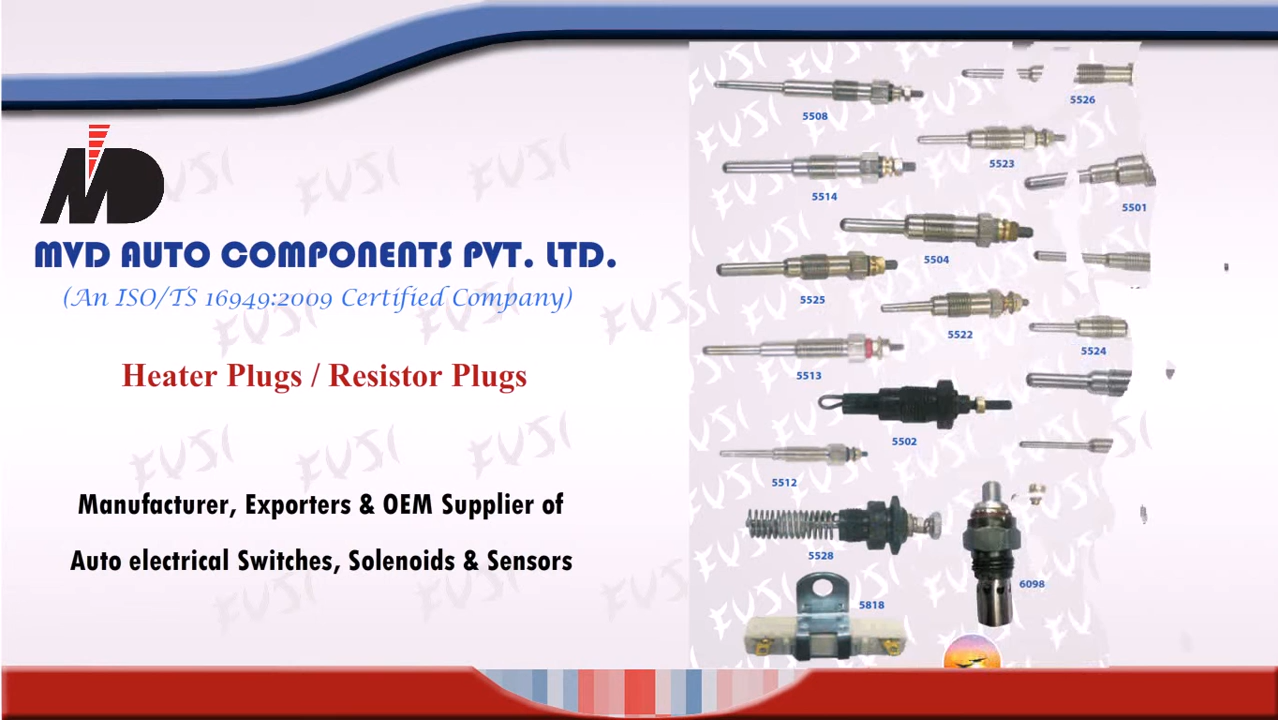 MD
MVD AUTO COMPONENTS PVT. LTD.
(An ISO/TS 16949:2009 Certified Company)
Heater Plugs / Resistor Plugs
Manufacturer, Exporters & OEM Supplier of
Auto electrical Switches, Solenoids & Sensors
5508
5526
5523
5514
5501
5504
5525
5522
5524
5513
5502
5512
5528
6098
5818
FUSI